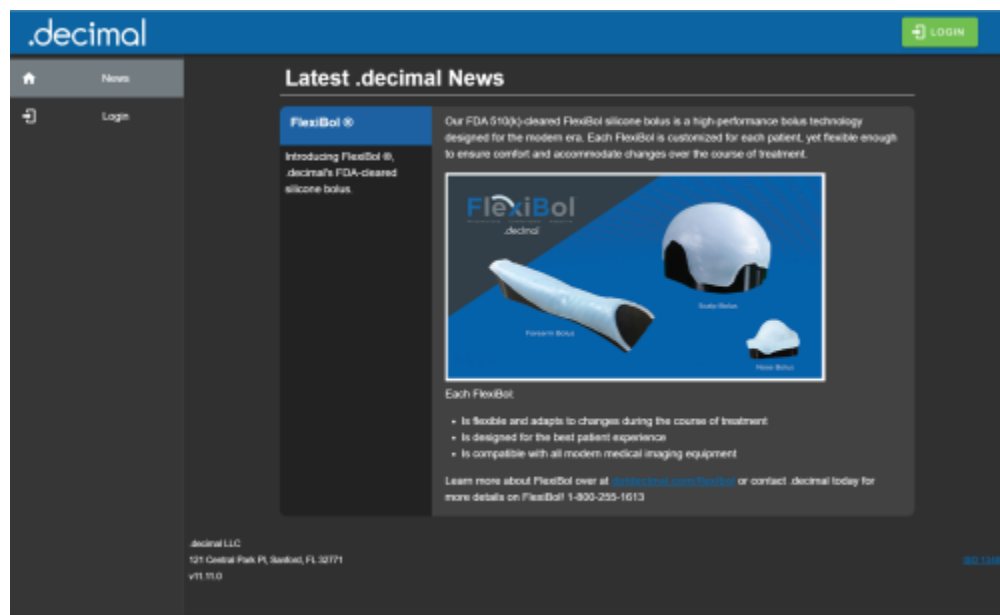 .decimal
LOGIN
News
Login
Latest .decimal News
FlexiBol ®
Introducing FlexiBol ®,
.decimal's FDA-cleared
silicone bolus.
Our FDA 510(k)-cleared FlexiBol silicone bolus is a high-performance bolus technology
designed for the modern era. Each FlexiBol is customized for each patient, yet flexible enough
to ensure comfort and accommodate changes over the course of treatment.
FlexiBol
.decimal
Forearm Bolus
Scalp Bolus
Nose Bolus
Each FlexiBol:
• Is flexible and adapts to changes during the course of treatment
• Is designed for the best patient experience
• Is compatible with all modern medical imaging equipment
Learn more about FlexiBol over at dotdecimal.com/flexibol or contact .decimal today for
more details on FlexiBol! 1-800-255-1613
.decimal LLC
121 Central Park Pl, Sanford, FL 32771
v11.11.0